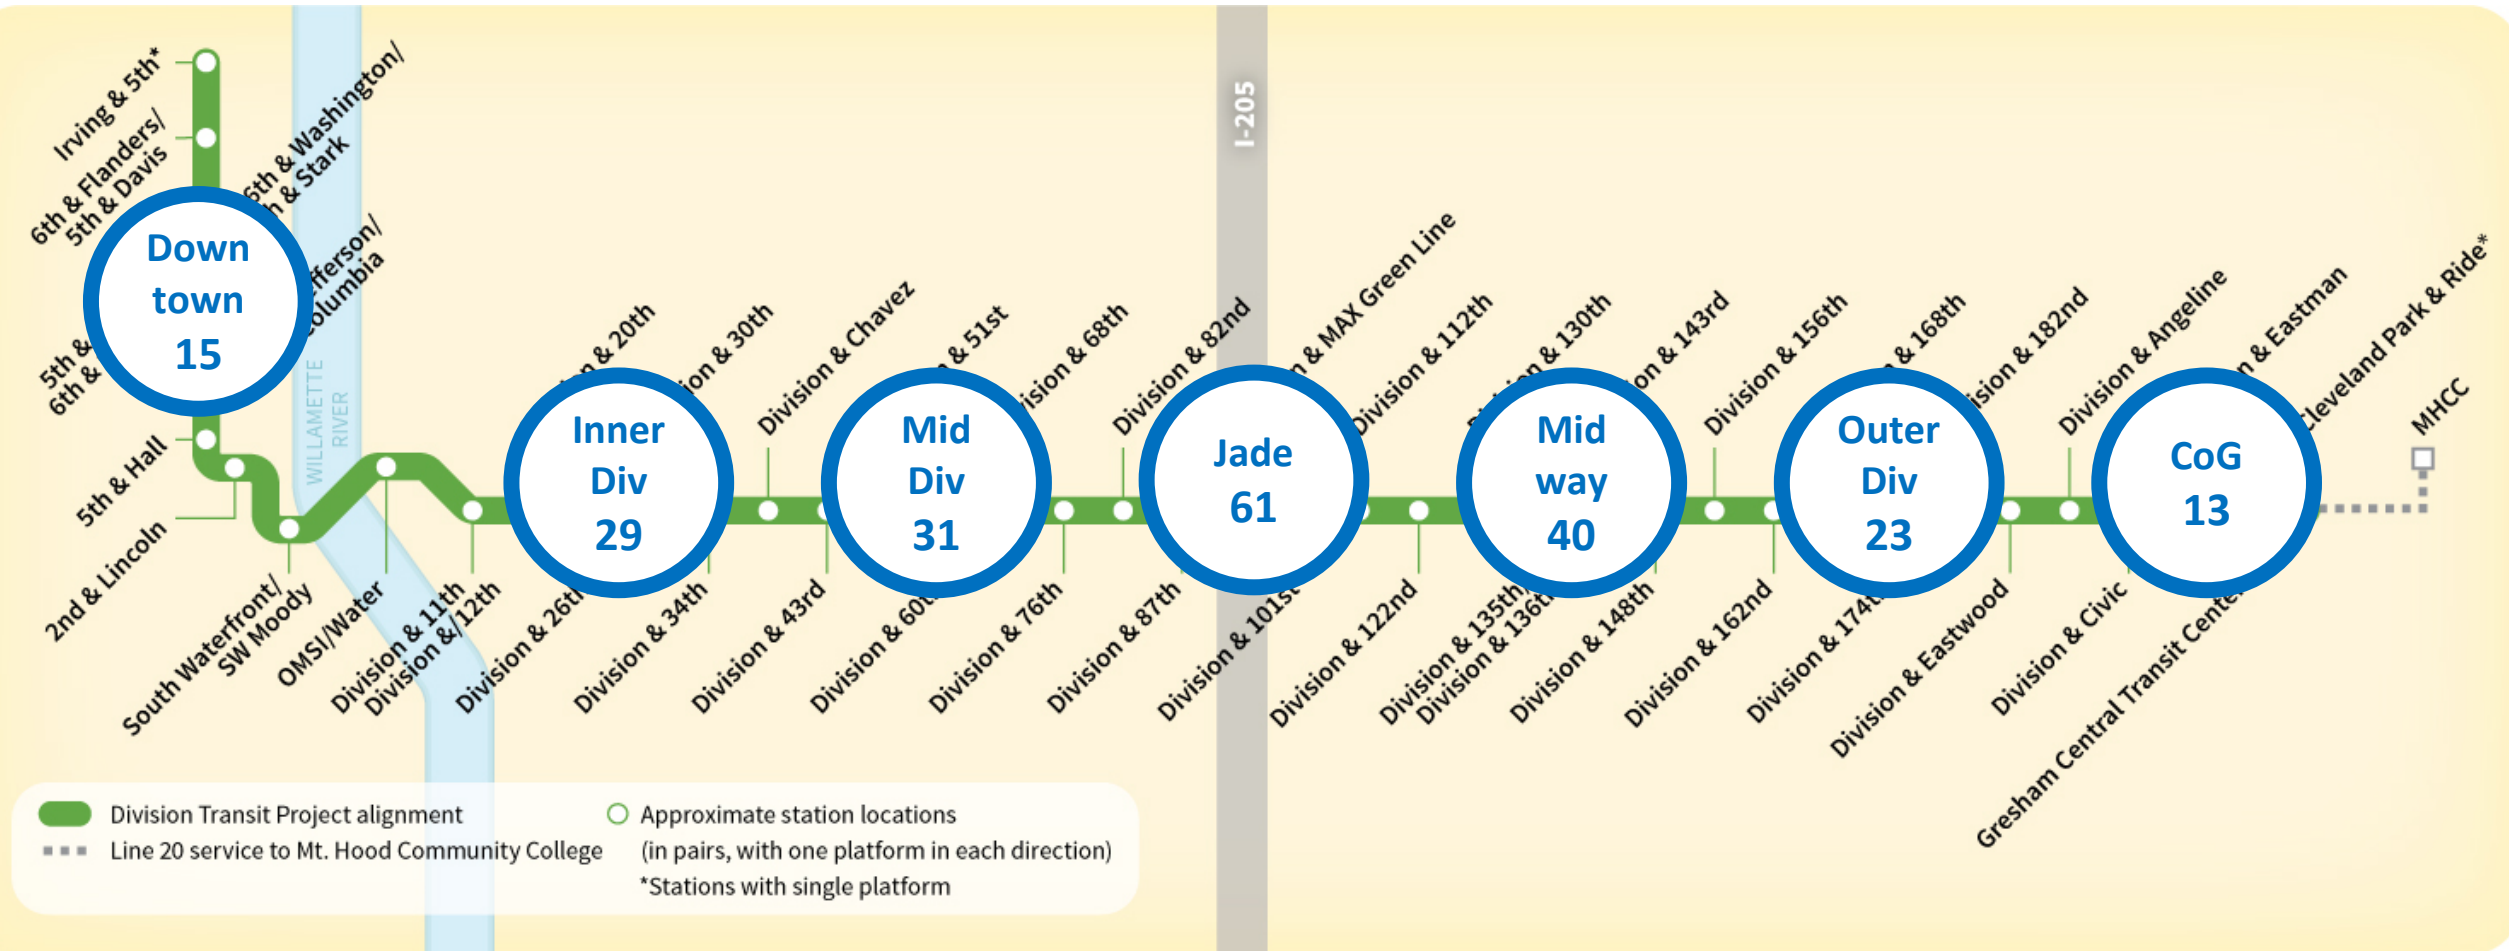 Irving & 5th*
6th & Flanders/
5th & Davis
6th & Washington/
& Stark
Columbia
5th &
6th &
5th & Hall
2nd & Lincoln
South Waterfront/
SW Moody
OMSI/Water
WILLAMETTE
RIVER
I-205
Down
town
15
Division & 11th/
Division & 12th
& 20th
Division & 26th
& 30th
Division & 34th
Division & Chavez
Division & 43rd
& 51st
Division & 60th
Division & 68th
Division & 76th
Division & 82nd
Division & 87th
& MAX Green Line
Division & 101st
Division & 112th
Division & 122nd
Division & 130th
Division & 135th/
Division & 136th
& 143rd
Division & 148th
Division & 156th
Division & 162nd
& 168th
Division & 174th
Division & 182nd
Division & Eastwood
Division & Angeline
Division & Civic
& Eastman
Gresham Central Transit Center
Cleveland Park & Ride*
MHCC
Inner
Div
29
Mid
Div
31
Jade
61
Mid
way
40
Outer
Div
23
CoG
13
Division Transit Project alignment
Line 20 service to Mt. Hood Community College
Approximate station locations
(in pairs, with one platform in each direction)
*Stations with single platform